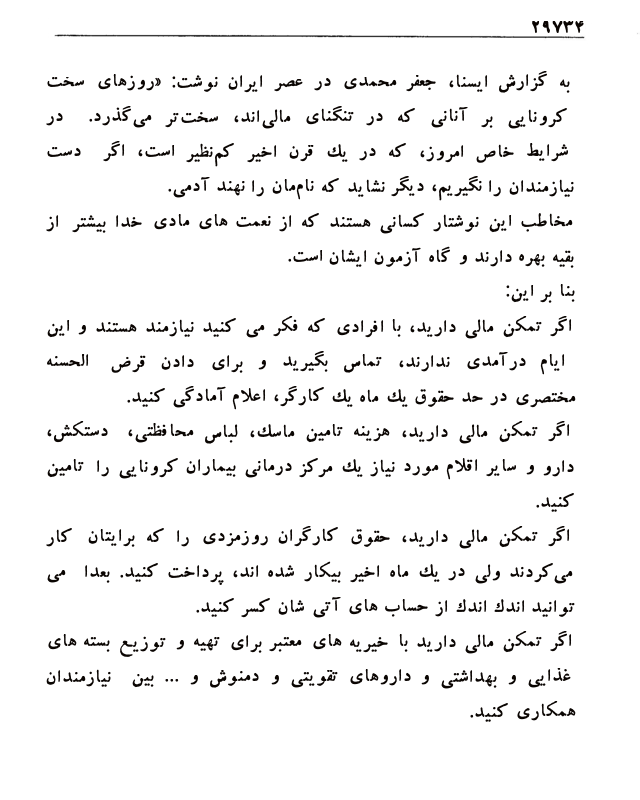 ۲۹۷۳۴
به گزارش ایسنا، جعفر محمدی در عصر ایران نوشت: «روزهای سخت
کرونایی بر آنانی که در تنگنای مالی‌اند، سخت‌تر می‌گذرد. در
شرایط خاص امروز، که در یك قرن اخیر کم‌نظیر است، اگر دست
نیازمندان را نگیریم، دیگر نشاید که نام‌مان را نهند آدمی.
مخاطب این نوشتار کسانی هستند که از نعمت های مادی خدا بیشتر از
بقیه بهره دارند و گاه آزمون ایشان است.
بنا بر این:
اگر تمکن مالی دارید، با افرادی که فکر می کنید نیازمند هستند و این
ایام درآمدی ندارند، تماس بگیرید و برای دادن قرض الحسنه
مختصری در حد حقوق یك ماه یك کارگر، اعلام آمادگی کنید.
اگر تمکن مالی دارید، هزینه تامین ماسك، لباس محافظتی، دستکش،
دارو و سایر اقلام مورد نیاز یك مرکز درمانی بیماران کرونایی را تامین
کنید.
اگر تمکن مالی دارید، حقوق کارگران روزمزدی را که برایتان کار
می‌کردند ولی در یك ماه اخیر بیکار شده اند، پرداخت کنید. بعدا می
توانید اندك اندك از حساب های آتی شان کسر کنید.
اگر تمکن مالی دارید با خیریه های معتبر برای تهیه و توزیع بسته های
غذایی و بهداشتی و داروهای تقویتی و دمنوش و ... بین نیازمندان
همکاری کنید.